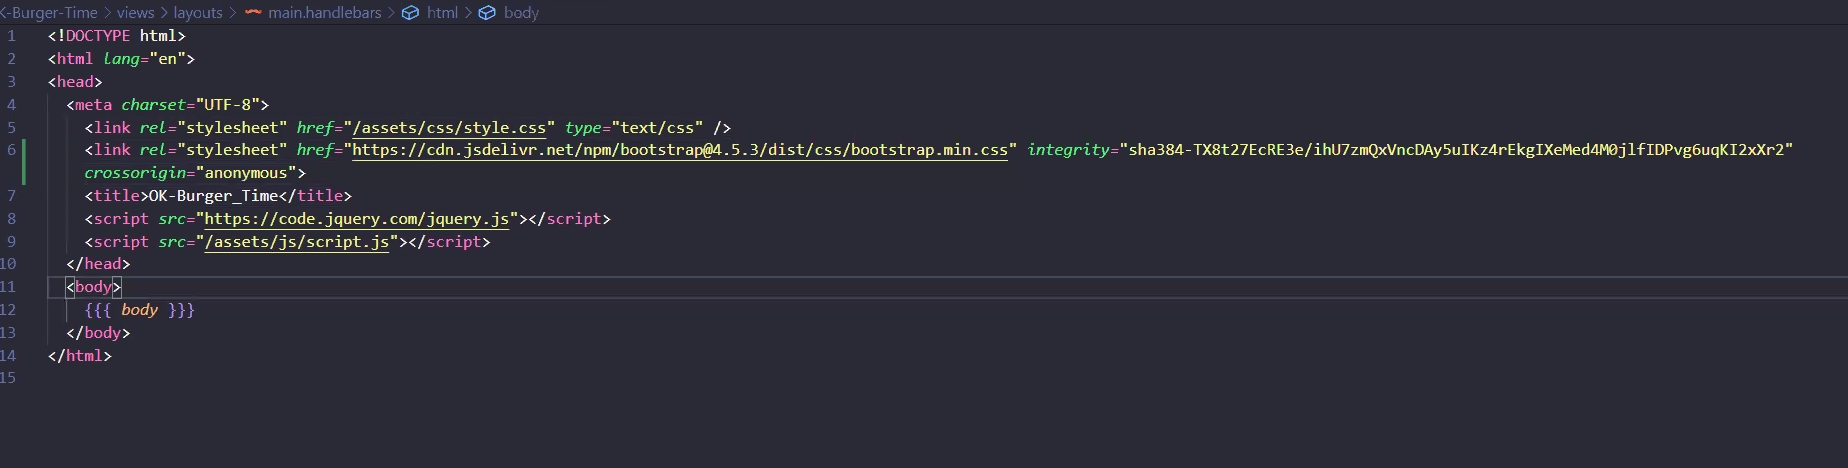 K-Burger-Time > views > layouts > main.handlebars > html > body
1 <!DOCTYPE html>
2 <html lang="en">
3 <head>
4 <meta charset="UTF-8">
5 <link rel="stylesheet" href="/assets/css/style.css" type="text/css" />
6 <link rel="stylesheet" href="https://cdn.jsdelivr.net/npm/bootstrap@4.5.3/dist/css/bootstrap.min.css" integrity="sha384-TX8t27EcRE3e/ihU7zmQxVncDAy5uIKz4rEkgIXeMed4M0jlfIDPvg6uqKI2xXr2"
crossorigin="anonymous">
7 <title>OK-Burger_Time</title>
8 <script src="https://code.jquery.com/jquery.js"></script>
9 <script src="/assets/js/script.js"></script>
10 </head>
11 <body>
12 {{{ body }}}
13 </body>
14 </html>
15